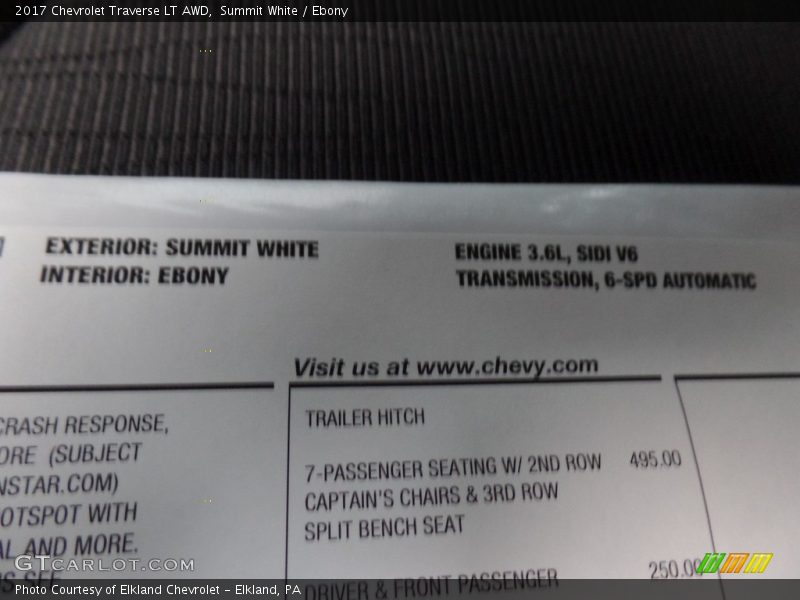 2017 Chevrolet Traverse LT AWD, Summit White / Ebony
EXTERIOR: SUMMIT WHITE
INTERIOR: EBONY
ENGINE 3.6L, SIDI V6
TRANSMISSION, 6-SPD AUTOMATIC
Visit us at www.chevy.com
CRASH RESPONSE,
ORE (SUBJECT
NSTAR.COM)
OTSPOT WITH
AL AND MORE.
TRAILER HITCH
7-PASSENGER SEATING W/ 2ND ROW 495.00
CAPTAIN'S CHAIRS & 3RD ROW
SPLIT BENCH SEAT
DRIVER & FRONT PASSENGER 250.00
GTCARLOT.COM
Photo Courtesy of Elkland Chevrolet - Elkland, PA